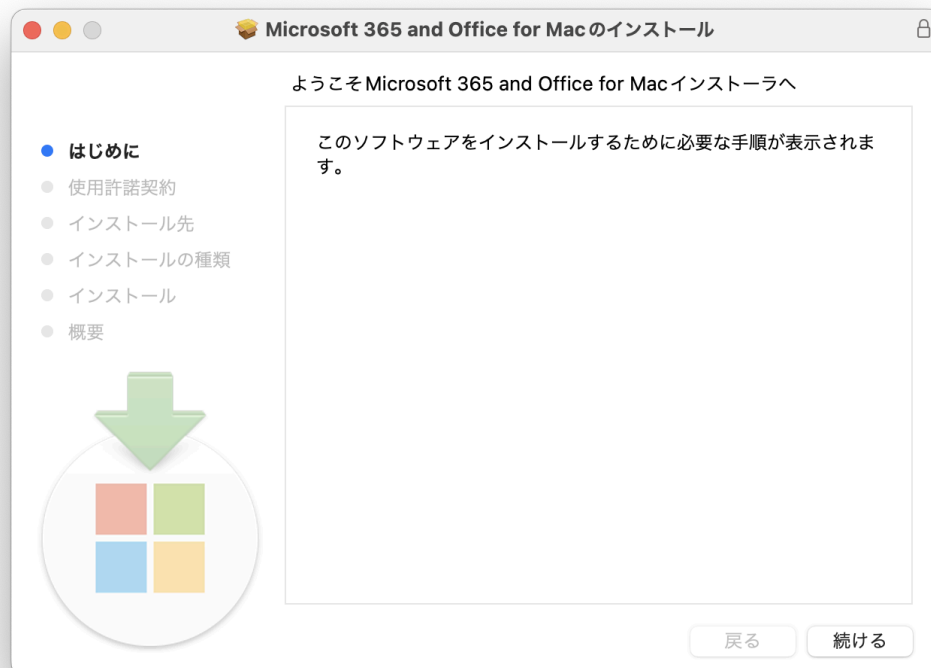 Microsoft 365 and Office for Macのインストール
ようこそMicrosoft 365 and Office for Macインストーラへ
はじめに
使用許諾契約
インストール先
インストールの種類
インストール
概要
このソフトウェアをインストールするために必要な手順が表示されま
す。
戻る
続ける